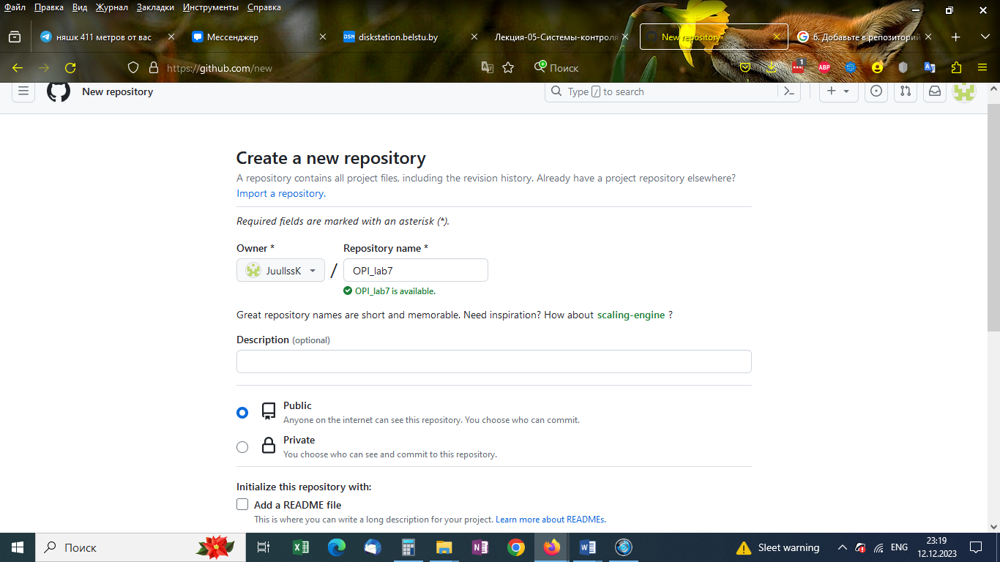 Файл Правка Вид Журнал Закладки Инструменты Справка
няшк 411 метров от вас
Мессенджер
DSM diskstation.belstu.by
Лекция-05-Системы-контроля
New repository
6. Добавьте в репозиторий
https://github.com/new
Поиск
1
ABP
New repository
Type / to search
Create a new repository
A repository contains all project files, including the revision history. Already have a project repository elsewhere?
Import a repository.
Required fields are marked with an asterisk (*).
Owner *
Repository name *
JuulIssK
/
OPI_lab7
OPI_lab7 is available.
Great repository names are short and memorable. Need inspiration? How about scaling-engine ?
Description (optional)
Public
Anyone on the internet can see this repository. You choose who can commit.
Private
You choose who can see and commit to this repository.
Initialize this repository with:
Add a README file
This is where you can write a long description for your project. Learn more about READMEs.
Поиск
Sleet warning
ENG
23:19
12.12.2023